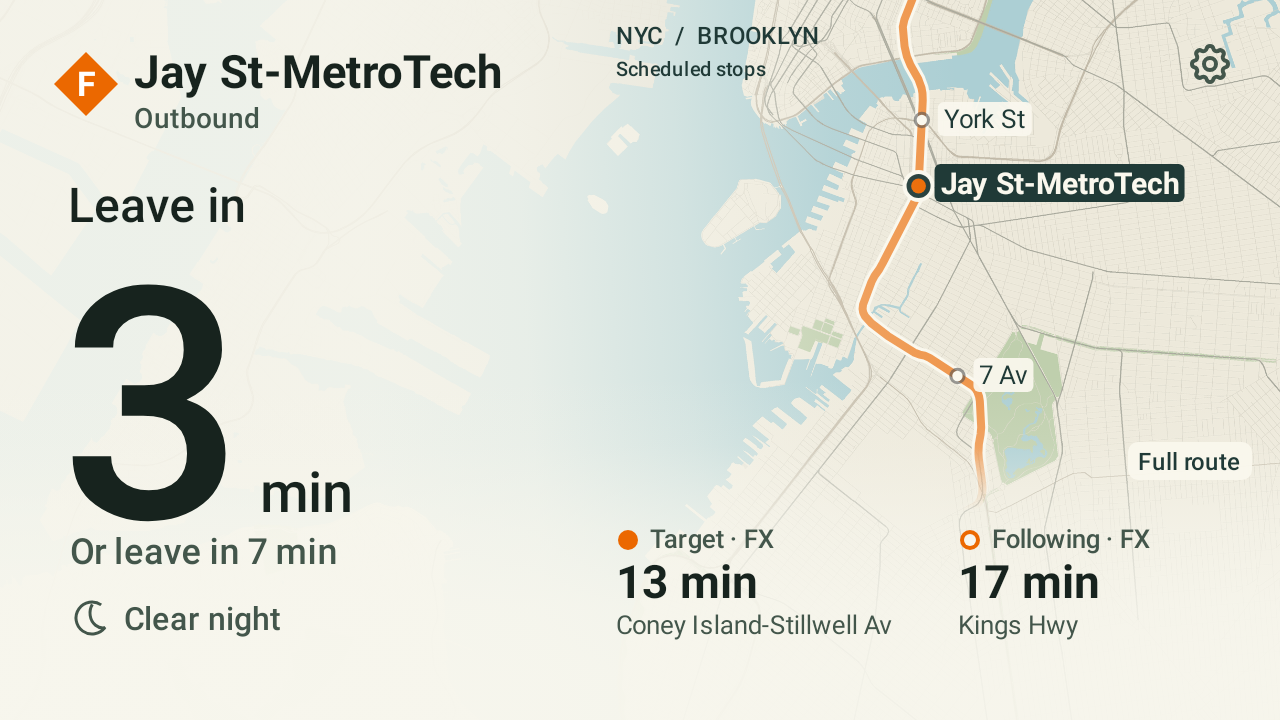 F
Jay St-MetroTech
Outbound
Leave in
3 min
Or leave in 7 min
Clear night
NYC / BROOKLYN
Scheduled stops
York St
Jay St-MetroTech
7 Av
Full route
Target · FX
13 min
Coney Island-Stillwell Av
Following · FX
17 min
Kings Hwy